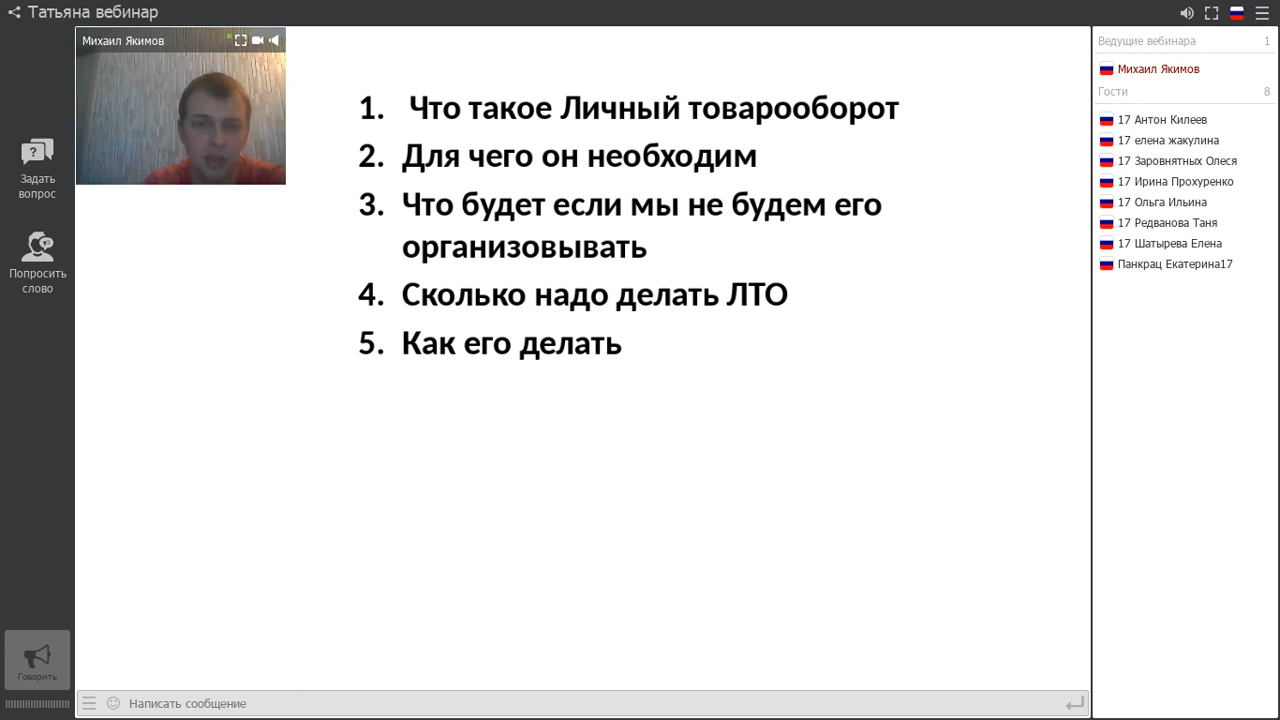 Татьяна вебинар
Михаил Якимов
Задать
вопрос
Попросить
слово
Говорить
1. Что такое Личный товарооборот
2. Для чего он необходим
3. Что будет если мы не будем его
организовывать
4. Сколько надо делать ЛТО
5. Как его делать
Написать сообщение
Ведущие вебинара 1
Михаил Якимов
Гости 8
17 Антон Килеев
17 елена жакулина
17 Заровнятных Олеся
17 Ирина Прохуренко
17 Ольга Ильина
17 Редванова Таня
17 Шатырева Елена
Панкрац Екатерина17